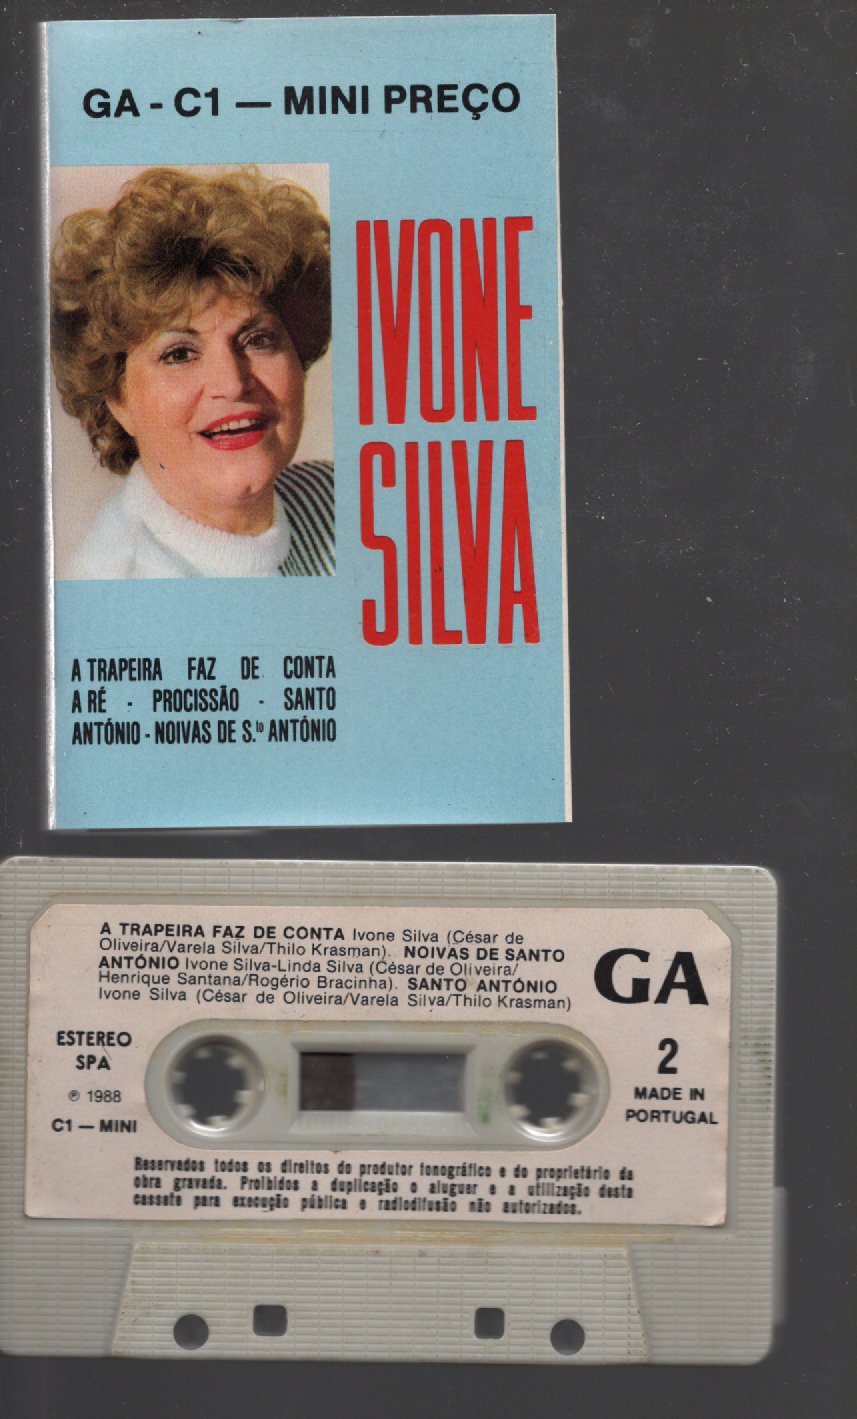 GA - C1 — MINI PREÇO
IVONE
SILVA
A TRAPEIRA FAZ DE CONTA
A RÉ - PROCISSÃO - SANTO
ANTÓNIO - NOIVAS DE S.to ANTÓNIO
A TRAPEIRA FAZ DE CONTA Ivone Silva (César de
Oliveira/Varela Silva/Thilo Krasman). NOIVAS DE SANTO
ANTÓNIO Ivone Silva-Linda Silva (César de Oliveira/
Henrique Santana/Rogério Bracinha). SANTO ANTÓNIO
Ivone Silva (César de Oliveira/Varela Silva/Thilo Krasman)
GA
ESTEREO
SPA
℗ 1988
C1 — MINI
2
MADE IN
PORTUGAL
Reservados todos os direitos do produtor fonográfico e do proprietário da
obra gravada. Proibidos a duplicação o aluguer e a utilização desta
cassete para execução pública e radiodifusão não autorizados.